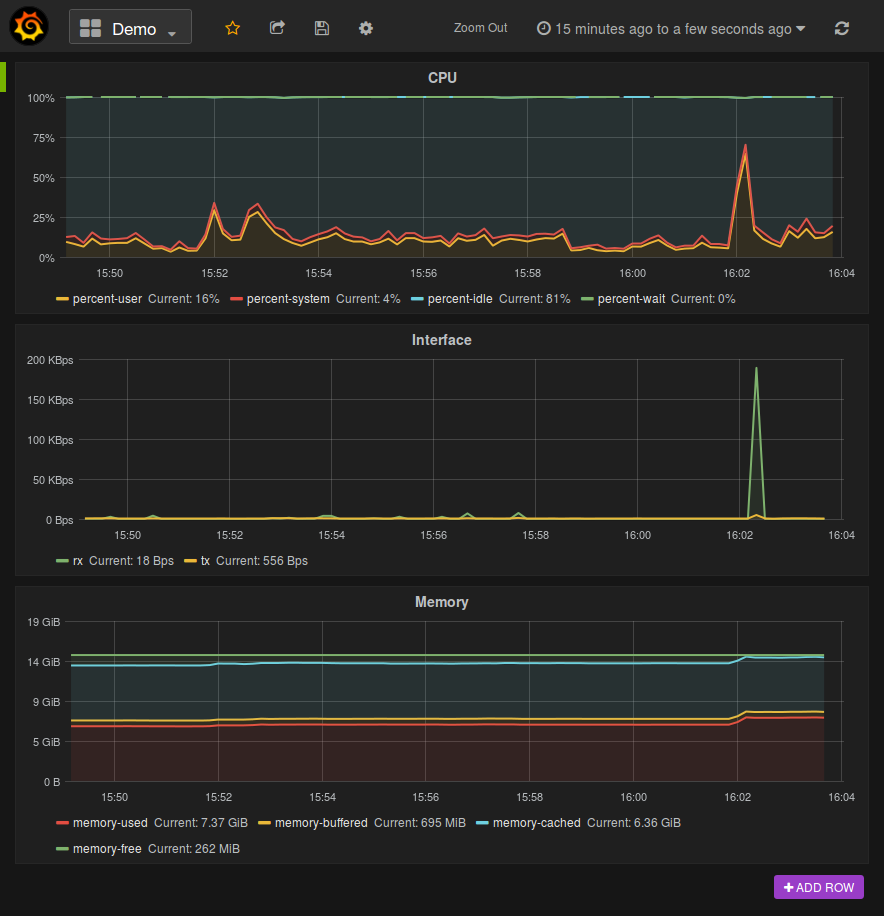 Demo Zoom Out 15 minutes ago to a few seconds ago
CPU
100%
75%
50%
25%
0%
15:50 15:52 15:54 15:56 15:58 16:00 16:02 16:04
percent-user Current: 16% percent-system Current: 4% percent-idle Current: 81% percent-wait Current: 0%
Interface
200 KBps
150 KBps
100 KBps
50 KBps
0 Bps
15:50 15:52 15:54 15:56 15:58 16:00 16:02 16:04
rx Current: 18 Bps tx Current: 556 Bps
Memory
19 GiB
14 GiB
9 GiB
5 GiB
0 B
15:50 15:52 15:54 15:56 15:58 16:00 16:02 16:04
memory-used Current: 7.37 GiB memory-buffered Current: 695 MiB memory-cached Current: 6.36 GiB
memory-free Current: 262 MiB
ADD ROW